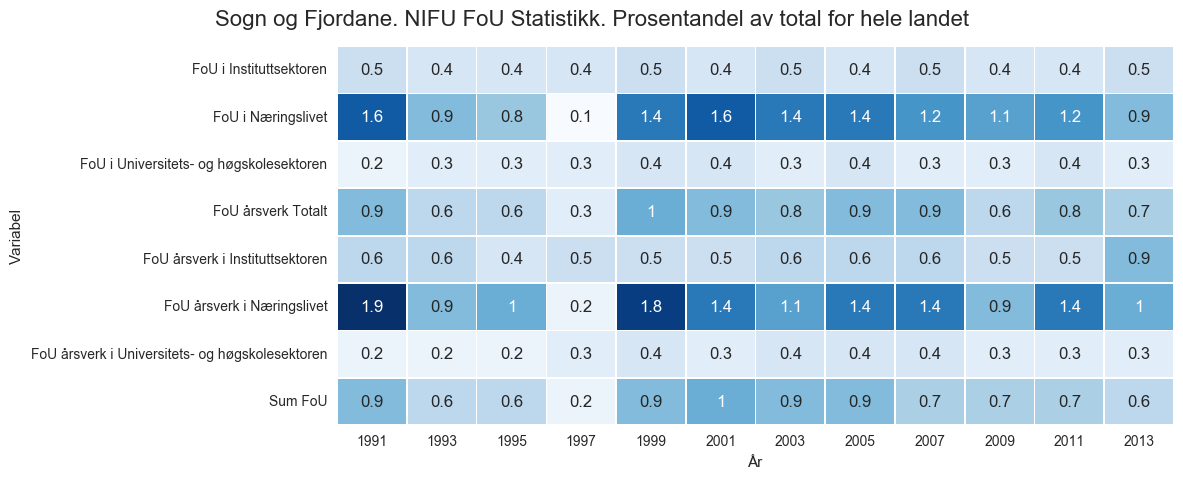 Sogn og Fjordane. NIFU FoU Statistikk. Prosentandel av total for hele landet
Variabel
FoU i Instituttsektoren 0.5 0.4 0.4 0.4 0.5 0.4 0.5 0.4 0.5 0.4 0.4 0.5
FoU i Næringslivet 1.6 0.9 0.8 0.1 1.4 1.6 1.4 1.4 1.2 1.1 1.2 0.9
FoU i Universitets- og høgskolesektoren 0.2 0.3 0.3 0.3 0.4 0.4 0.3 0.4 0.3 0.3 0.4 0.3
FoU årsverk Totalt 0.9 0.6 0.6 0.3 1 0.9 0.8 0.9 0.9 0.6 0.8 0.7
FoU årsverk i Instituttsektoren 0.6 0.6 0.4 0.5 0.5 0.5 0.6 0.6 0.6 0.5 0.5 0.9
FoU årsverk i Næringslivet 1.9 0.9 1 0.2 1.8 1.4 1.1 1.4 1.4 0.9 1.4 1
FoU årsverk i Universitets- og høgskolesektoren 0.2 0.2 0.2 0.3 0.4 0.3 0.4 0.4 0.4 0.3 0.3 0.3
Sum FoU 0.9 0.6 0.6 0.2 0.9 1 0.9 0.9 0.7 0.7 0.7 0.6
1991 1993 1995 1997 1999 2001 2003 2005 2007 2009 2011 2013
År